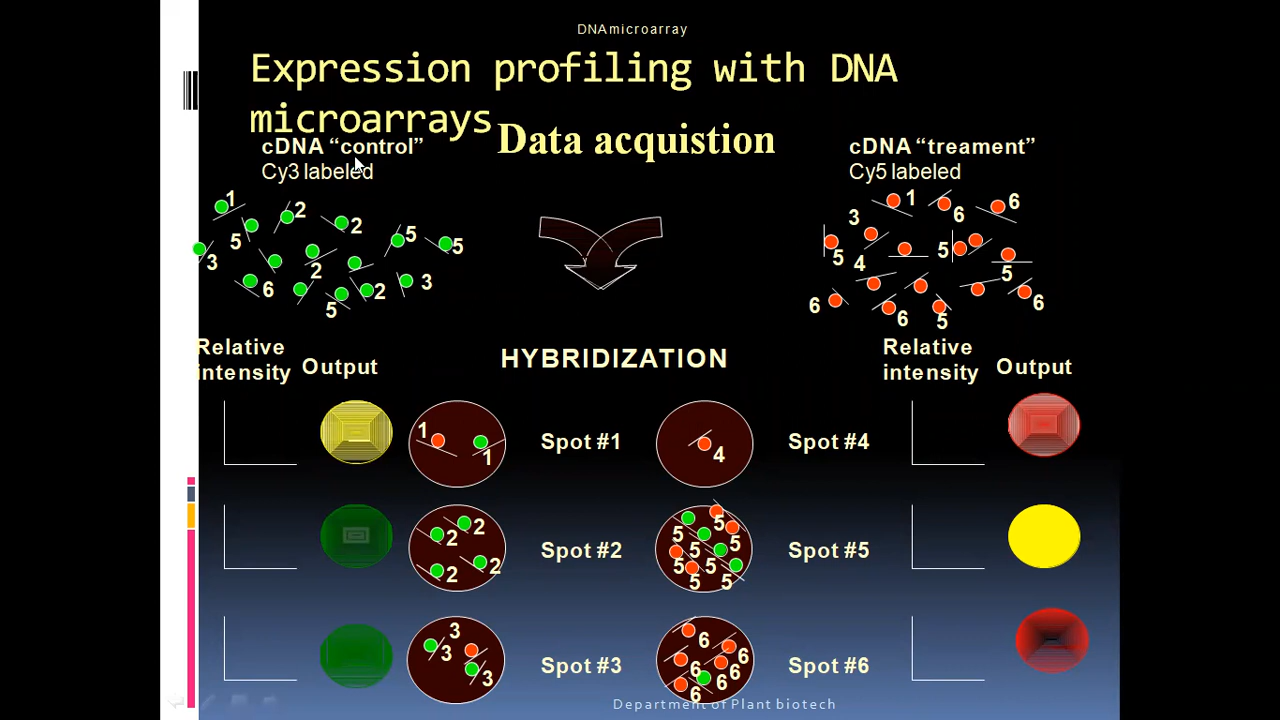 DNA microarray
Expression profiling with DNA
microarrays
Data acquistion
cDNA “control”
Cy3 labeled
cDNA “treament”
Cy5 labeled
1
2
2
5
5
5
3
2
6
2
3
5
1
6
6
3
5
5
4
5
6
6
5
6
Relative
intensity
Output
HYBRIDIZATION
Relative
intensity
Output
1
1
Spot #1
4
Spot #4
2
2
2
2
Spot #2
5
5
5
5
5
5
5
5
Spot #5
3
3
3
Spot #3
6
6
6
6
6
6
Spot #6
Department of Plant biotech